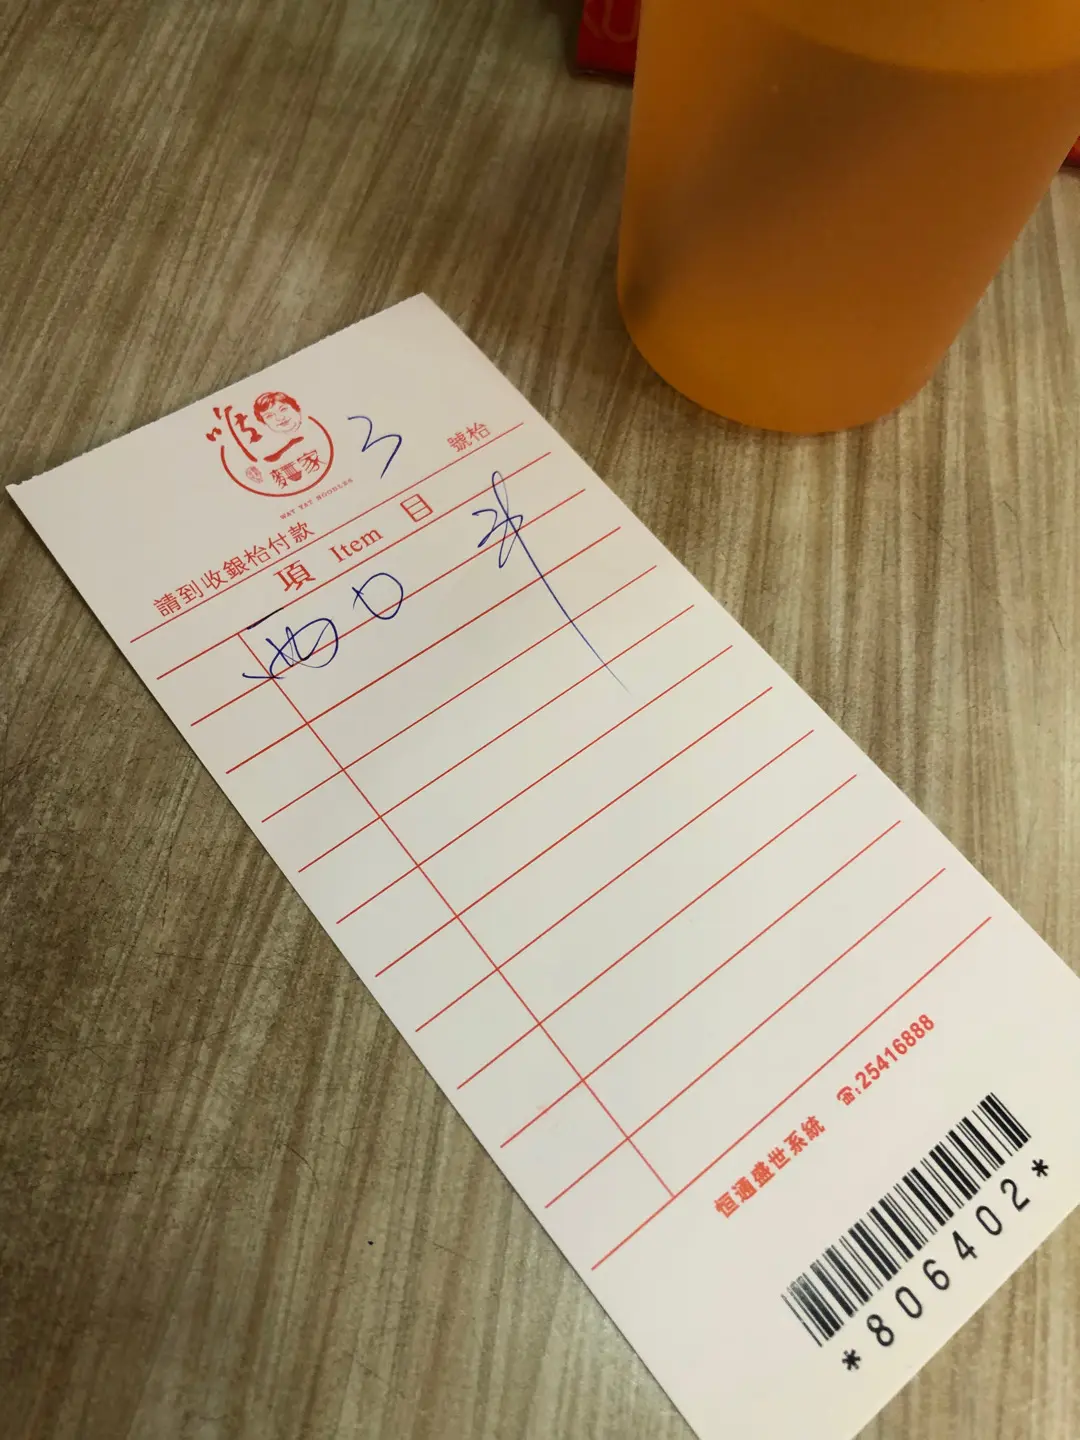 唯一
麵家
WAY YAT NOODLES
3 號枱
請到收銀枱付款
項 Item 目
恒通盛世系統 ☎:25416888
*806402*